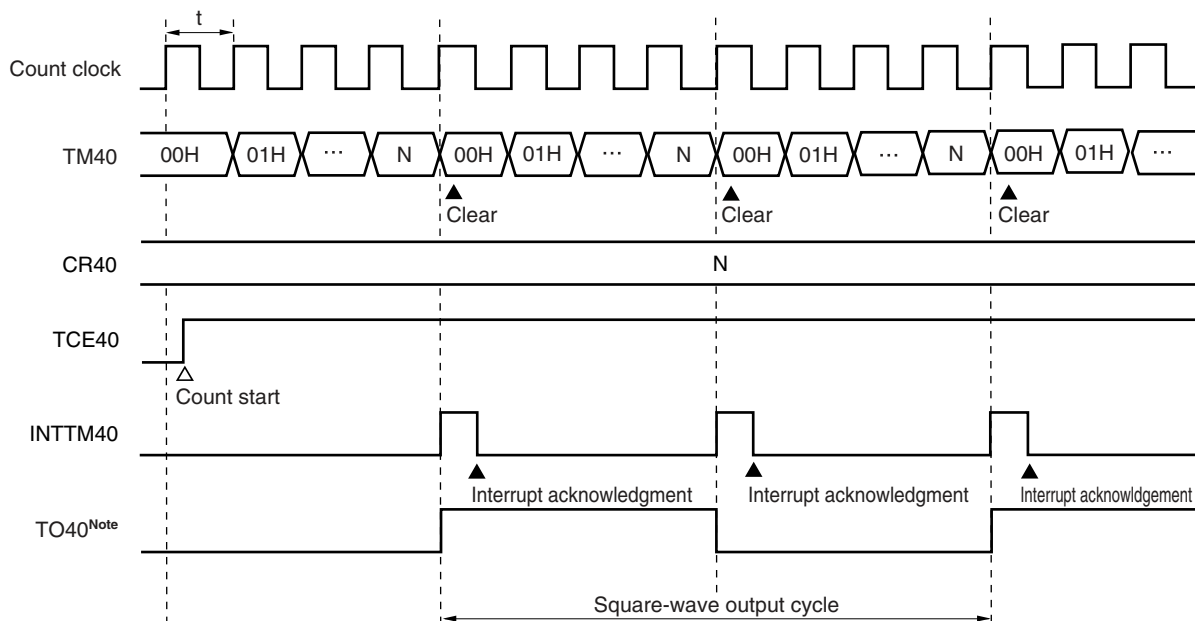 t
Count clock
TM40 00H 01H ... N 00H 01H ... N 00H 01H ... N 00H 01H ...
Clear Clear Clear
CR40 N
TCE40
Count start
INTTM40
Interrupt acknowledgment Interrupt acknowledgment Interrupt acknowldgement
TO40Note
Square-wave output cycle